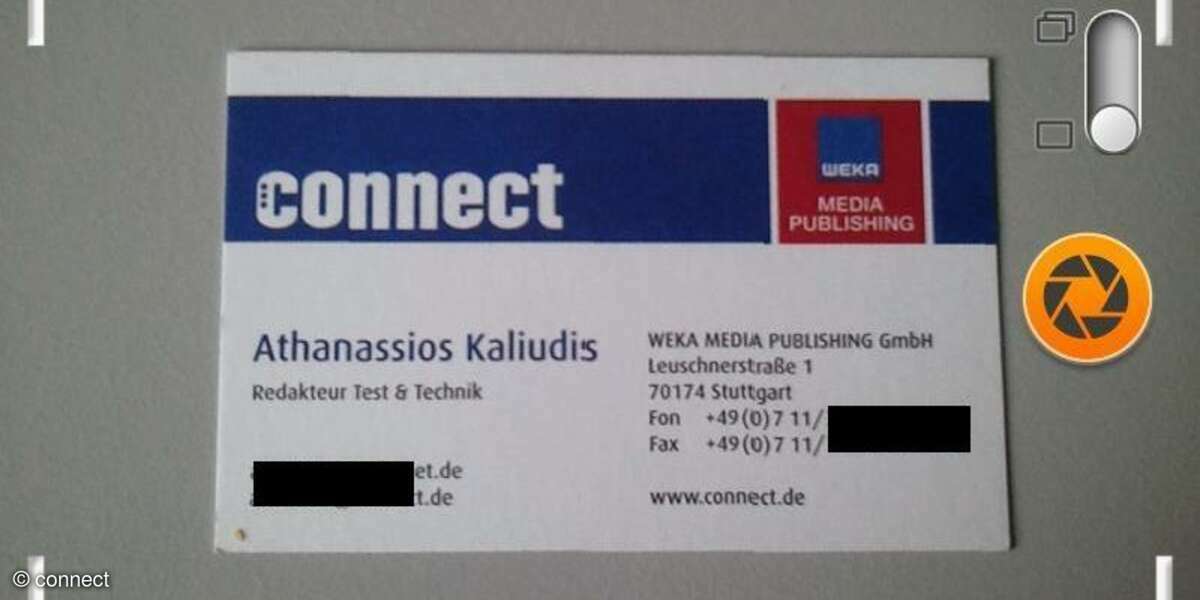 connect
WEKA
MEDIA
PUBLISHING
Athanassios Kaliudis
Redakteur Test & Technik
et.de
t.de
WEKA MEDIA PUBLISHING GmbH
Leuschnerstraße 1
70174 Stuttgart
Fon +49(0)7 11/
Fax +49(0)7 11/
www.connect.de
© connect